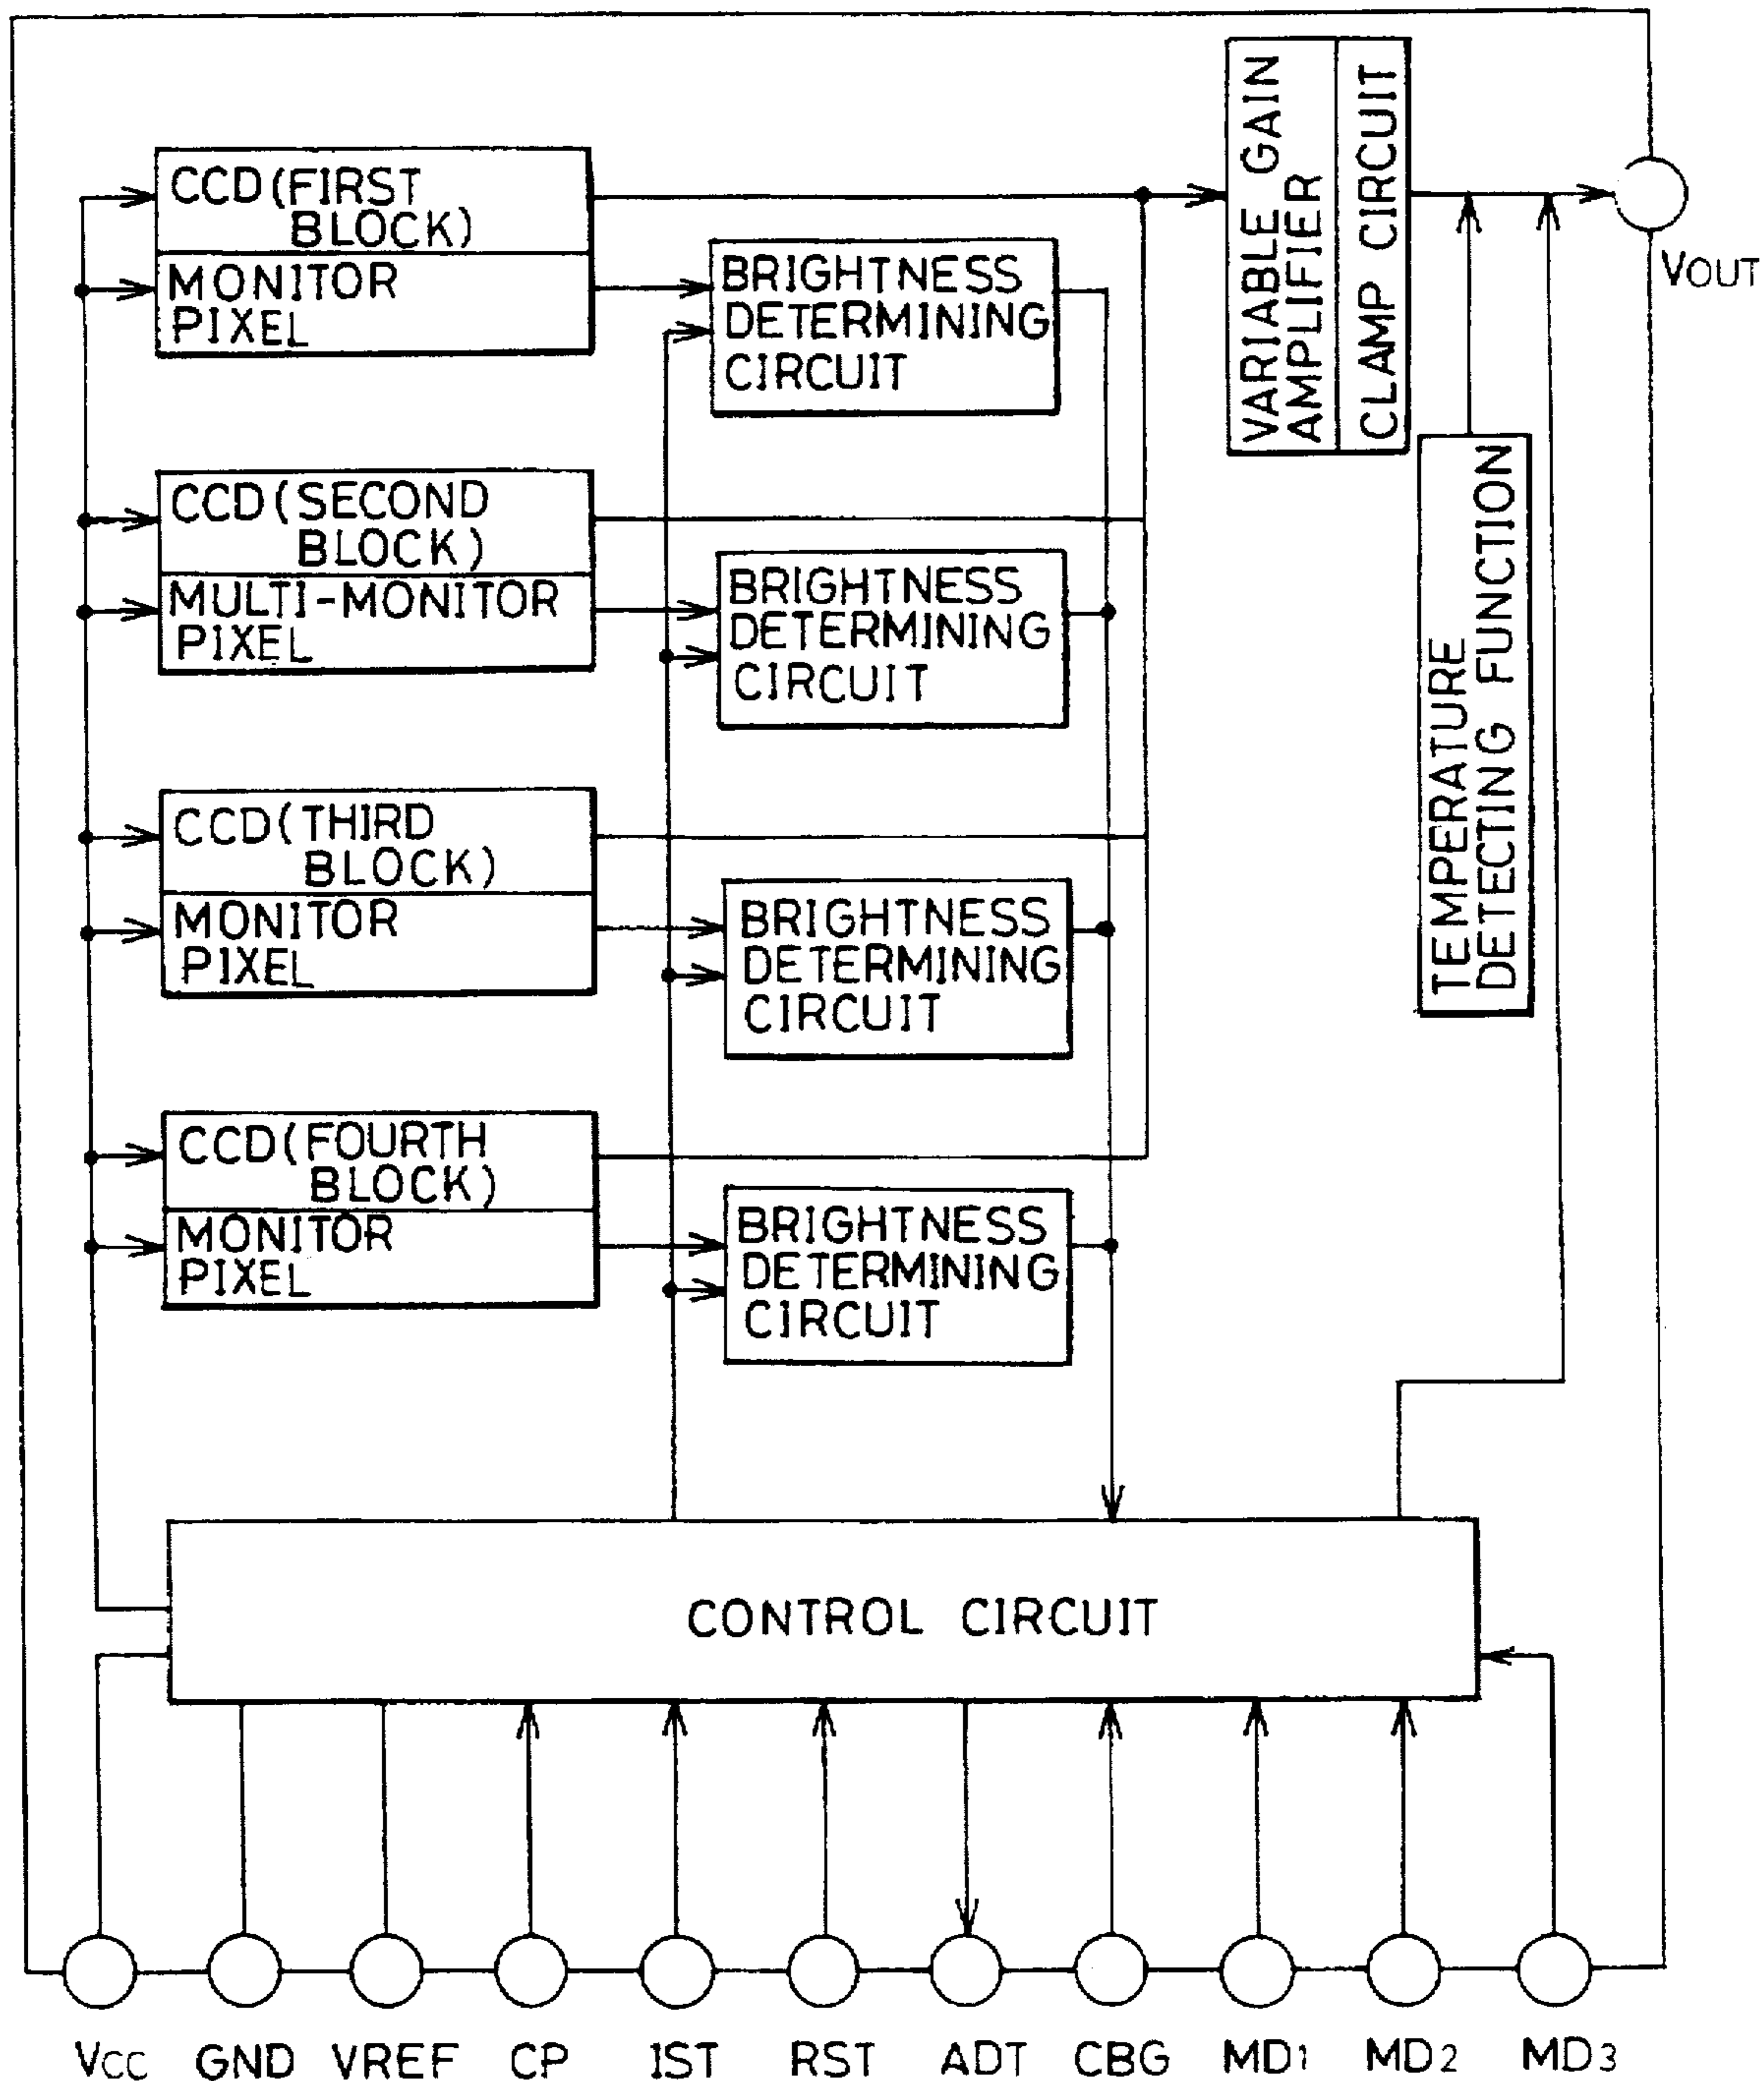 CCD(FIRST
BLOCK)
MONITOR
PIXEL
BRIGHTNESS
DETERMINING
CIRCUIT
VARIABLE GAIN
AMPLIFIER
CLAMP CIRCUIT
VOUT
CCD(SECOND
BLOCK)
MULTI-MONITOR
PIXEL
BRIGHTNESS
DETERMINING
CIRCUIT
TEMPERATURE
DETECTING FUNCTION
CCD(THIRD
BLOCK)
MONITOR
PIXEL
BRIGHTNESS
DETERMINING
CIRCUIT
CCD(FOURTH
BLOCK)
MONITOR
PIXEL
BRIGHTNESS
DETERMINING
CIRCUIT
CONTROL CIRCUIT
VCC GND VREF CP IST RST ADT CBG MD1 MD2 MD3